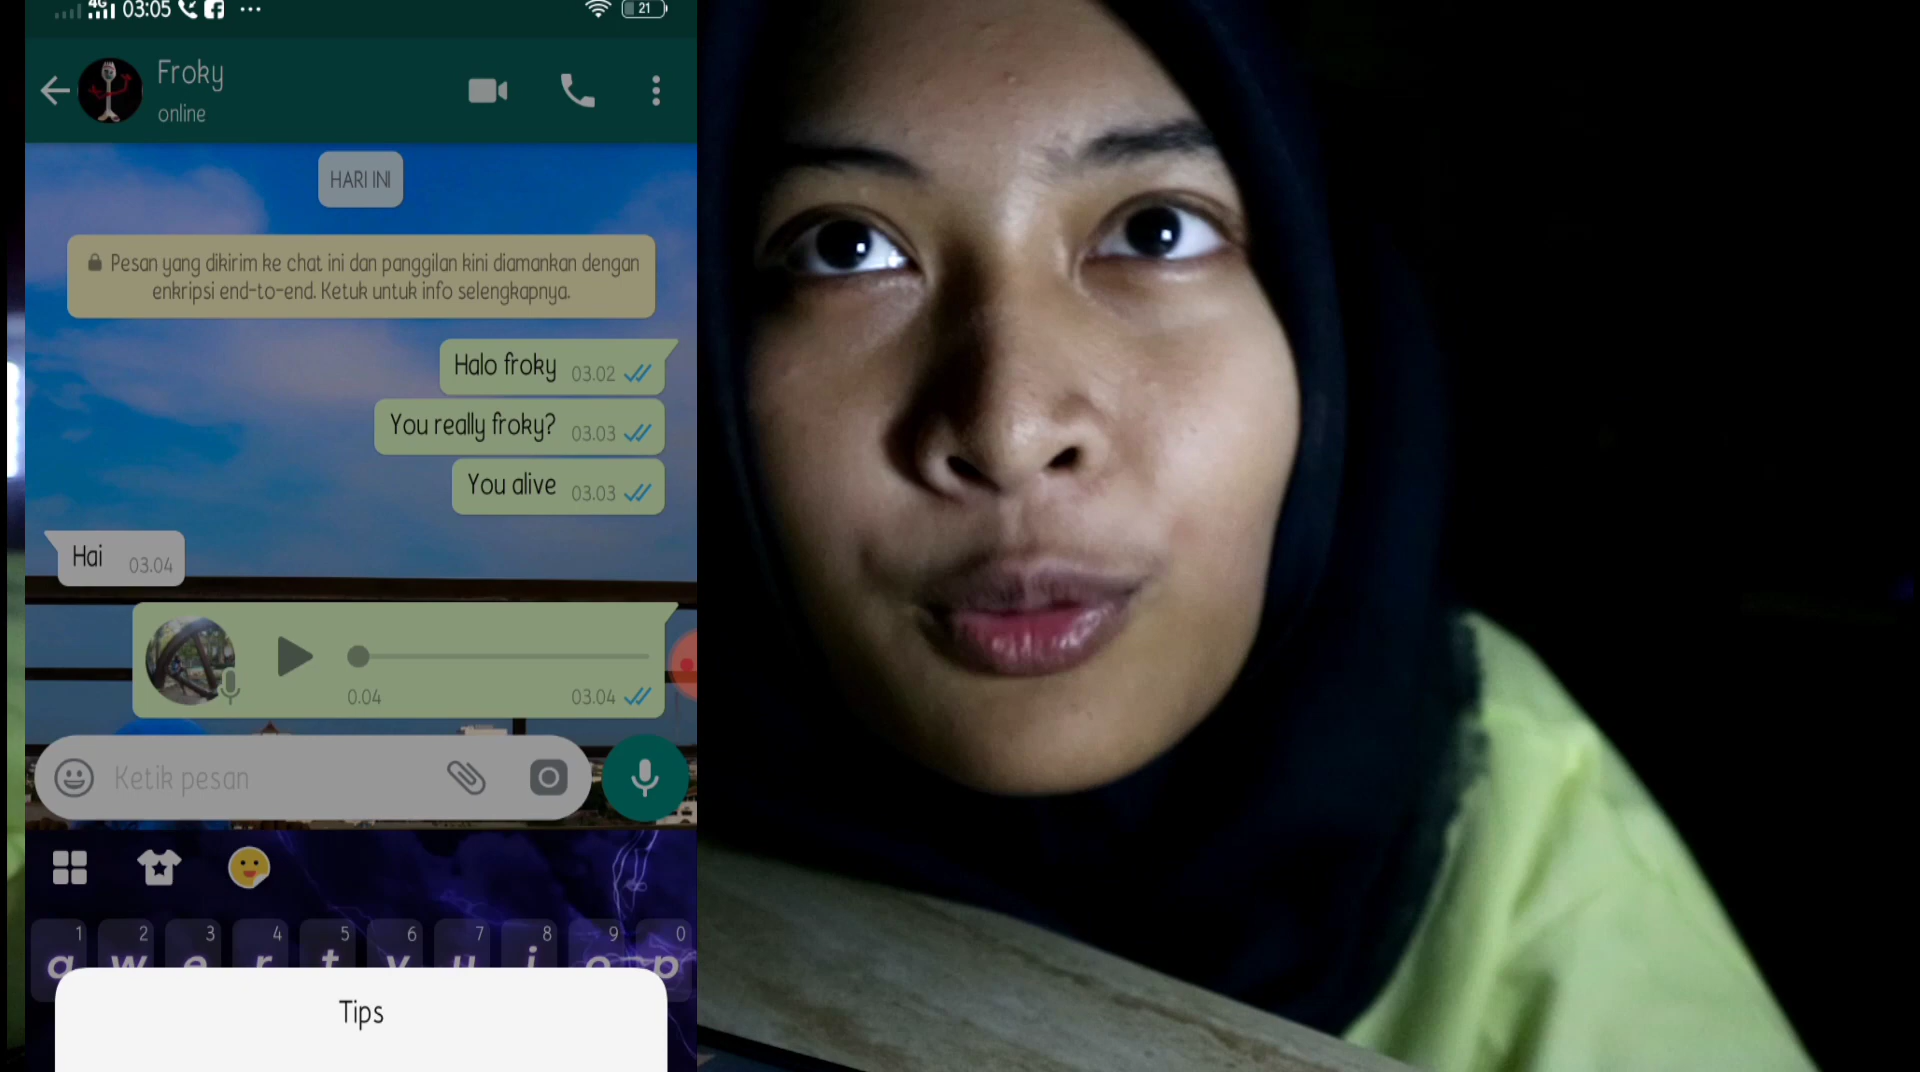 4G 03:05 21
Froky
online
HARI INI
Pesan yang dikirim ke chat ini dan panggilan kini diamankan dengan
enkripsi end-to-end. Ketuk untuk info selengkapnya.
Halo froky 03.02
You really froky? 03.03
You alive 03.03
Hai 03.04
0.04 03.04
Ketik pesan
1 2 3 4 5 6 7 8 9 0
q w e r t y u i o p
Tips